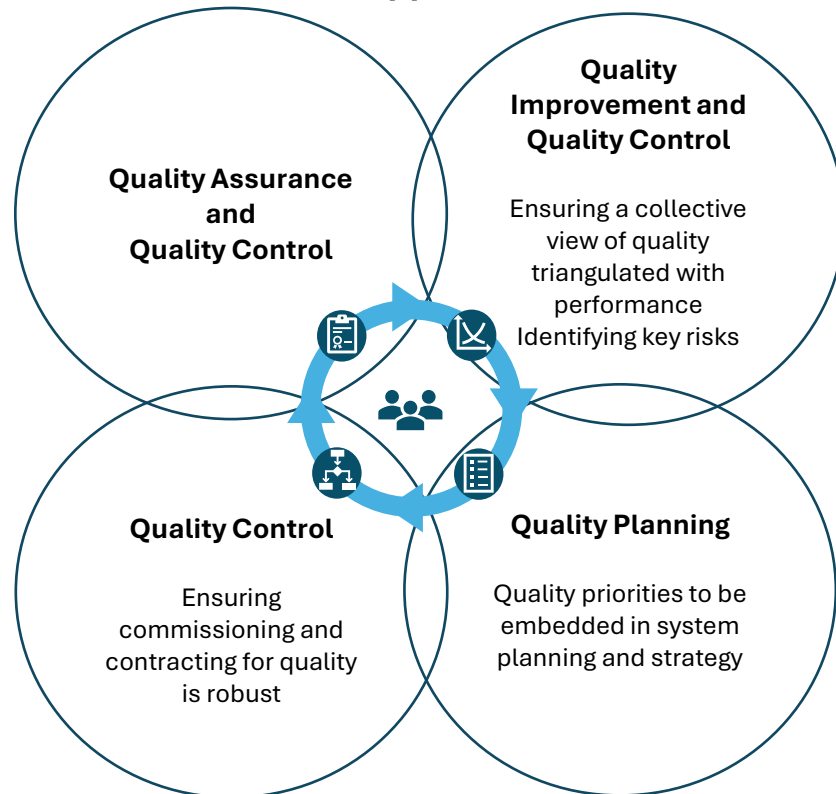 Quality Assurance
and
Quality Control
Quality
Improvement and
Quality Control
Ensuring a collective
view of quality
triangulated with
performance
Identifying key risks
Quality Control
Ensuring
commissioning and
contracting for quality
is robust
Quality Planning
Quality priorities to be
embedded in system
planning and strategy